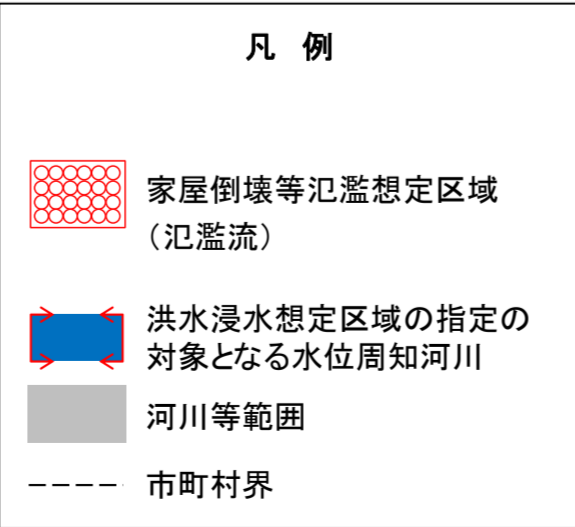 凡 例
家屋倒壊等氾濫想定区域
（氾濫流）
洪水浸水想定区域の指定の
対象となる水位周知河川
河川等範囲
市町村界